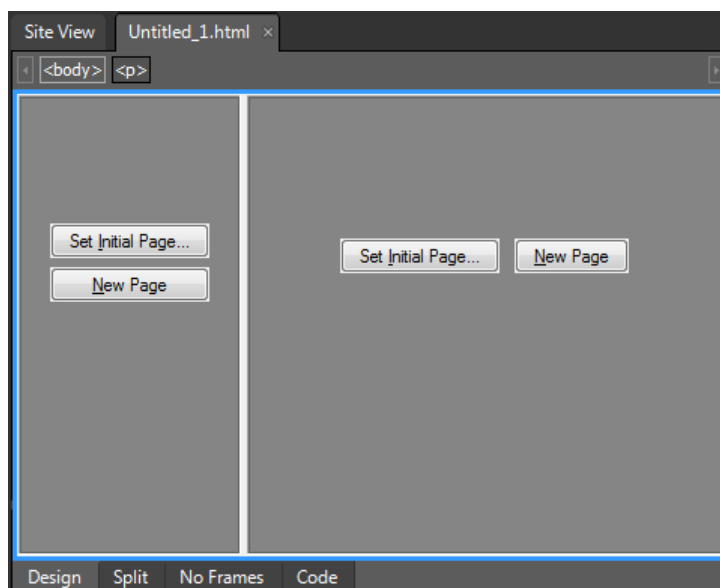 Site View Untitled_1.html ×
<body> <p>
Set Initial Page...
New Page
Set Initial Page... New Page
Design Split No Frames Code